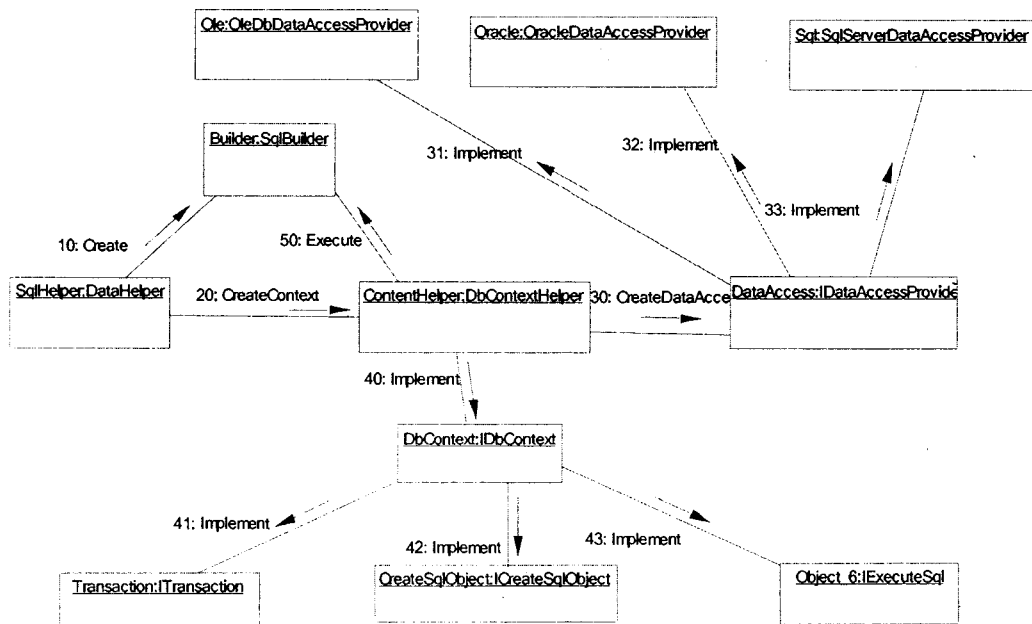 Ole:OleDbDataAccessProvider
Oracle:OracleDataAccessProvider
Sql:SqlServerDataAccessProvider
Builder:SqlBuilder
31: Implement
32: Implement
33: Implement
10: Create
50: Execute
SqlHelper:DataHelper
20: CreateContext
ContentHelper:DbContextHelper
30: CreateDataAcce
DataAccess:IDataAccessProvide
40: Implement
DbContext:IDbContext
41: Implement
42: Implement
43: Implement
Transaction:ITransaction
CreateSqlObject:ICreateSqlObject
Object_6:IExecuteSql